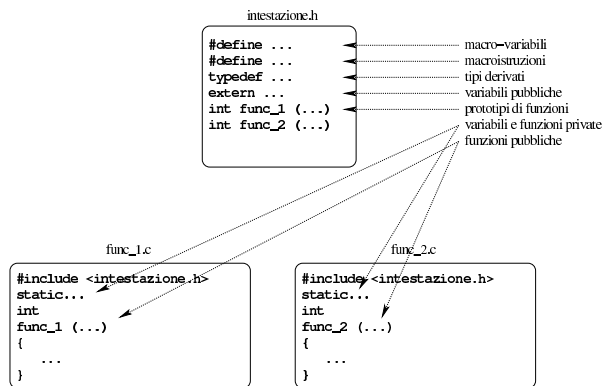 intestazione.h
#define ...
#define ...
typedef ...
extern ...
int func_1 (...)
int func_2 (...)
macro-variabili
macroistruzioni
tipi derivati
variabili pubbliche
prototipi di funzioni
variabili e funzioni private
funzioni pubbliche
func_1.c
#include <intestazione.h>
static...
int
func_1 (...)
{
...
}
func_2.c
#include <intestazione.h>
static...
int
func_2 (...)
{
...
}